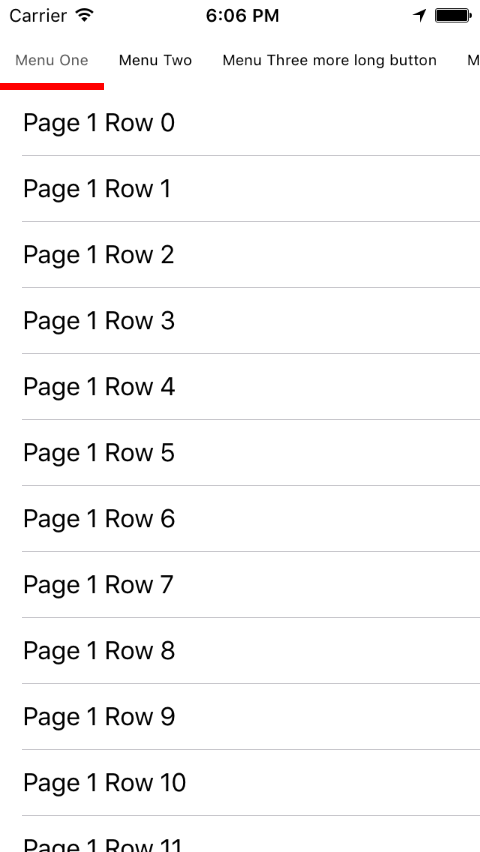 Carrier 6:06 PM
Menu One Menu Two Menu Three more long button M
Page 1 Row 0
Page 1 Row 1
Page 1 Row 2
Page 1 Row 3
Page 1 Row 4
Page 1 Row 5
Page 1 Row 6
Page 1 Row 7
Page 1 Row 8
Page 1 Row 9
Page 1 Row 10
Page 1 Row 11